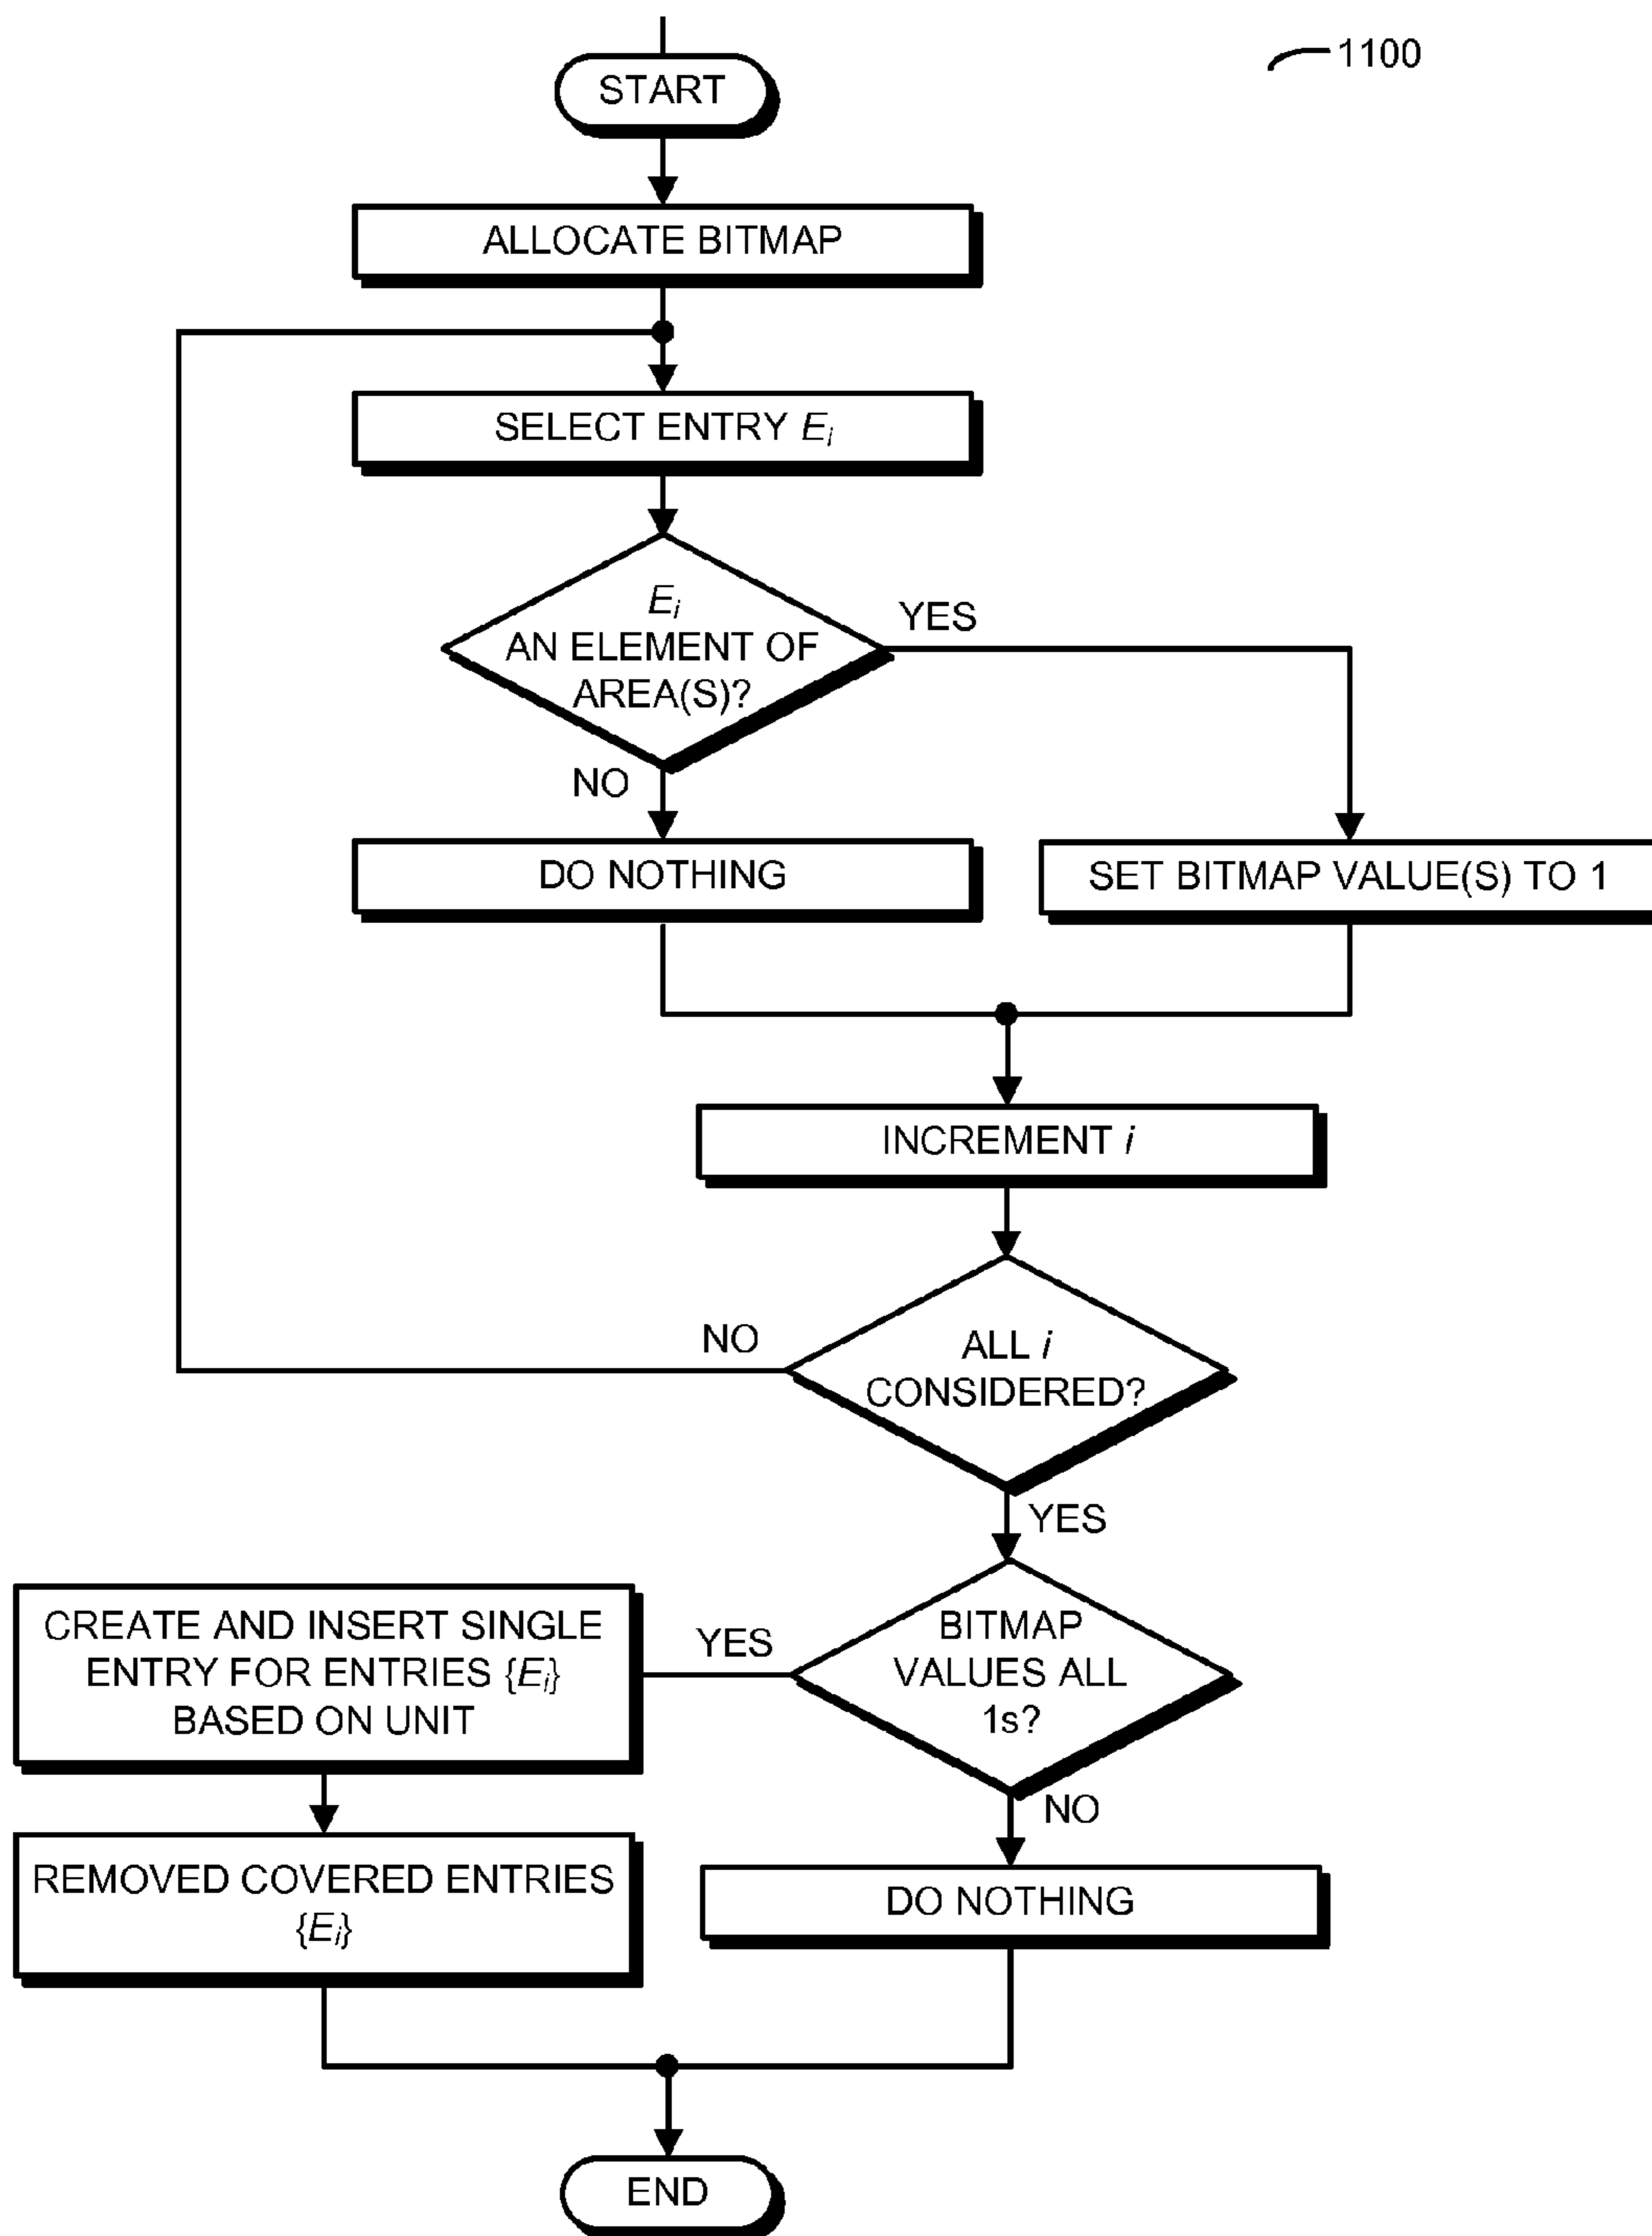 1100
START
ALLOCATE BITMAP
SELECT ENTRY Ei
Ei
AN ELEMENT OF
AREA(S)?
YES
NO
DO NOTHING
SET BITMAP VALUE(S) TO 1
INCREMENT i
ALL i
CONSIDERED?
NO
YES
BITMAP
VALUES ALL
1s?
YES
CREATE AND INSERT SINGLE
ENTRY FOR ENTRIES {Ei}
BASED ON UNIT
NO
REMOVED COVERED ENTRIES
{Ei}
DO NOTHING
END